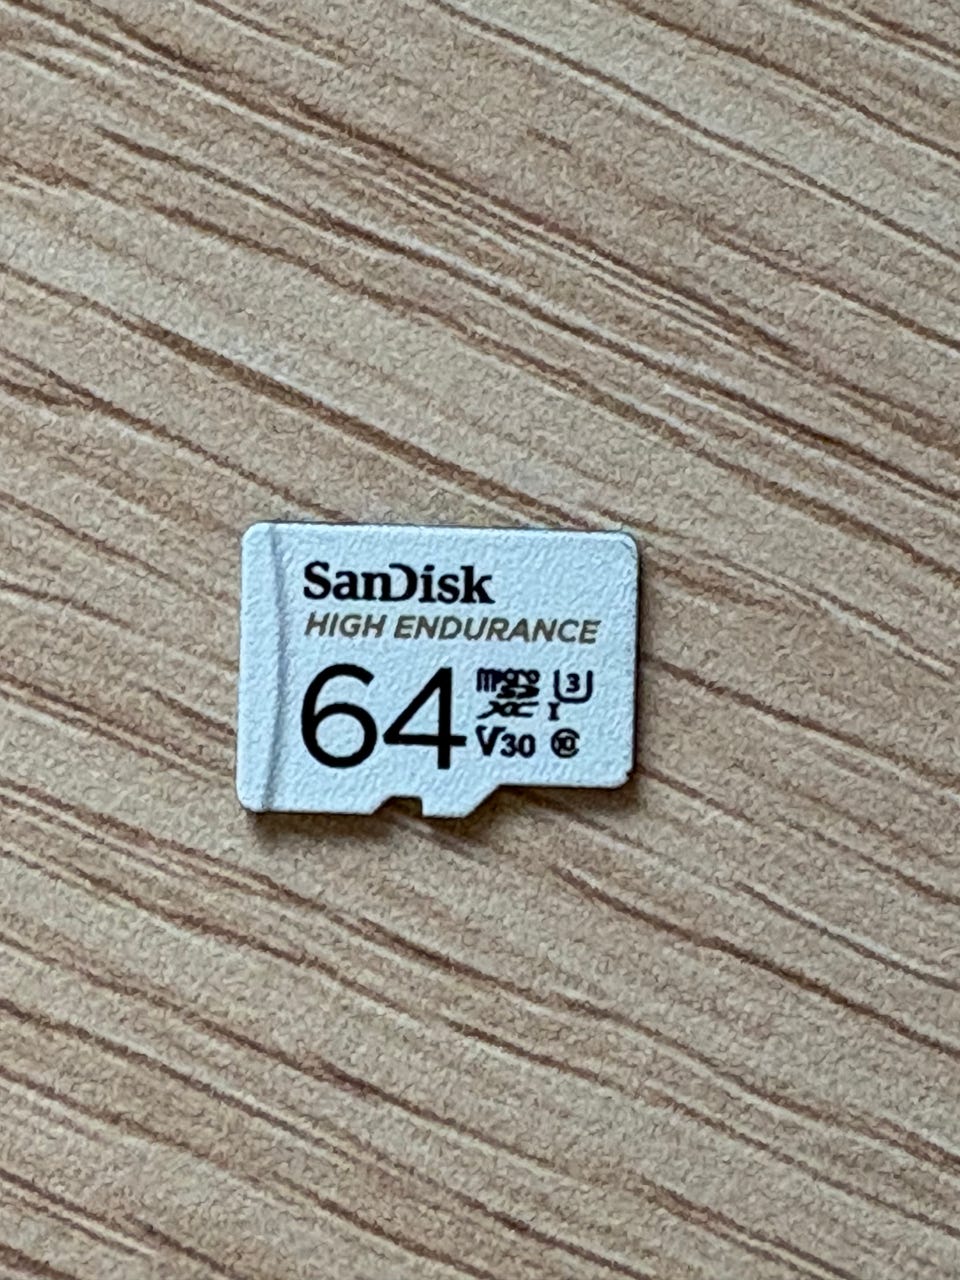 SanDisk
HIGH ENDURANCE
64 micro SD XC I U3
V30 10